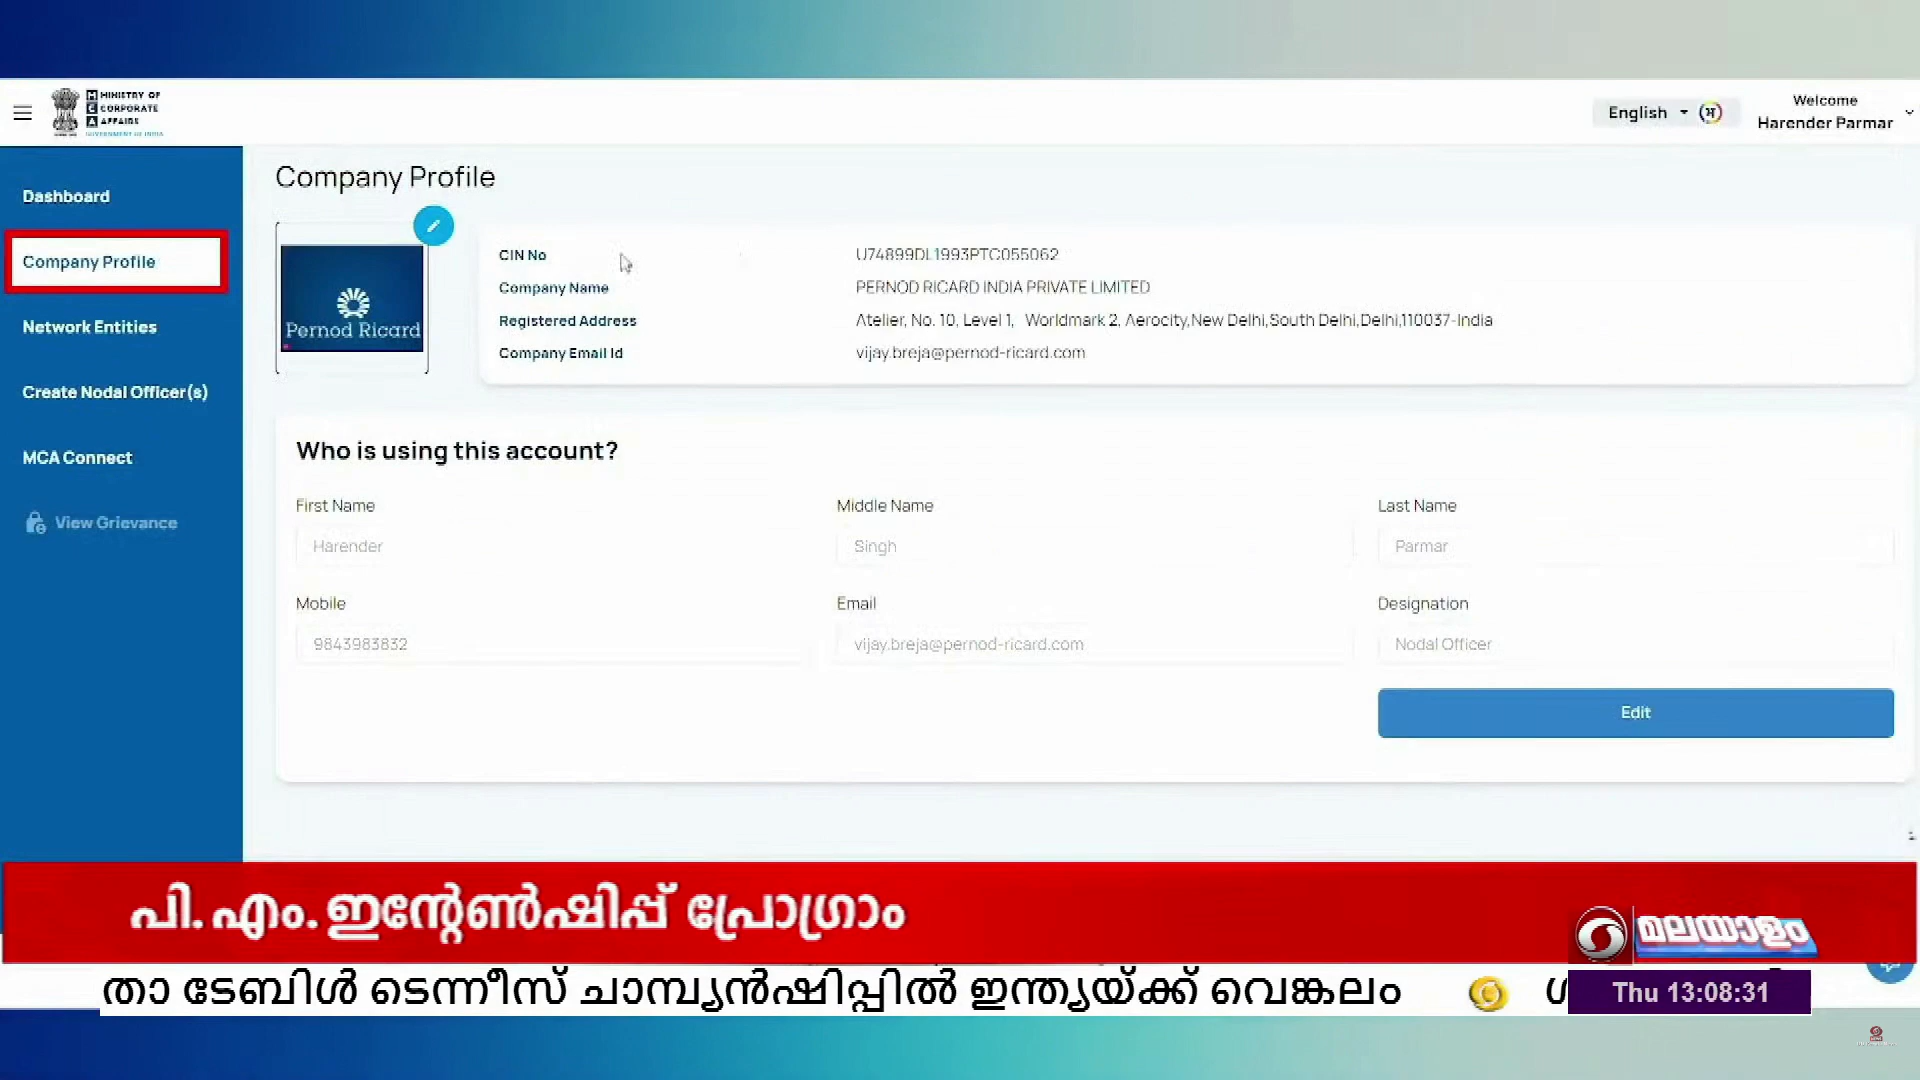 MINISTRY OF
CORPORATE
AFFAIRS
GOVERNMENT OF INDIA
English
Welcome
Harender Parmar
Dashboard
Company Profile
Network Entities
Create Nodal Officer(s)
MCA Connect
View Grievance
Company Profile
Pernod Ricard
CIN No U74899DL1993PTC055062
Company Name PERNOD RICARD INDIA PRIVATE LIMITED
Registered Address Atelier, No. 10, Level 1, Worldmark 2, Aerocity,New Delhi,South Delhi,Delhi,110037-India
Company Email Id vijay.breja@pernod-ricard.com
Who is using this account?
First Name Middle Name Last Name
Harender Singh Parmar
Mobile Email Designation
9843983832 vijay.breja@pernod-ricard.com Nodal Officer
Edit
പി.എം.ഇന്റേൺഷിപ്പ് പ്രോഗ്രാം
മലയാളം
താ ടേബിൾ ടെന്നീസ് ചാമ്പ്യൻഷിപ്പിൽ ഇന്ത്യയ്ക്ക് വെങ്കലം
Thu 13:08:31